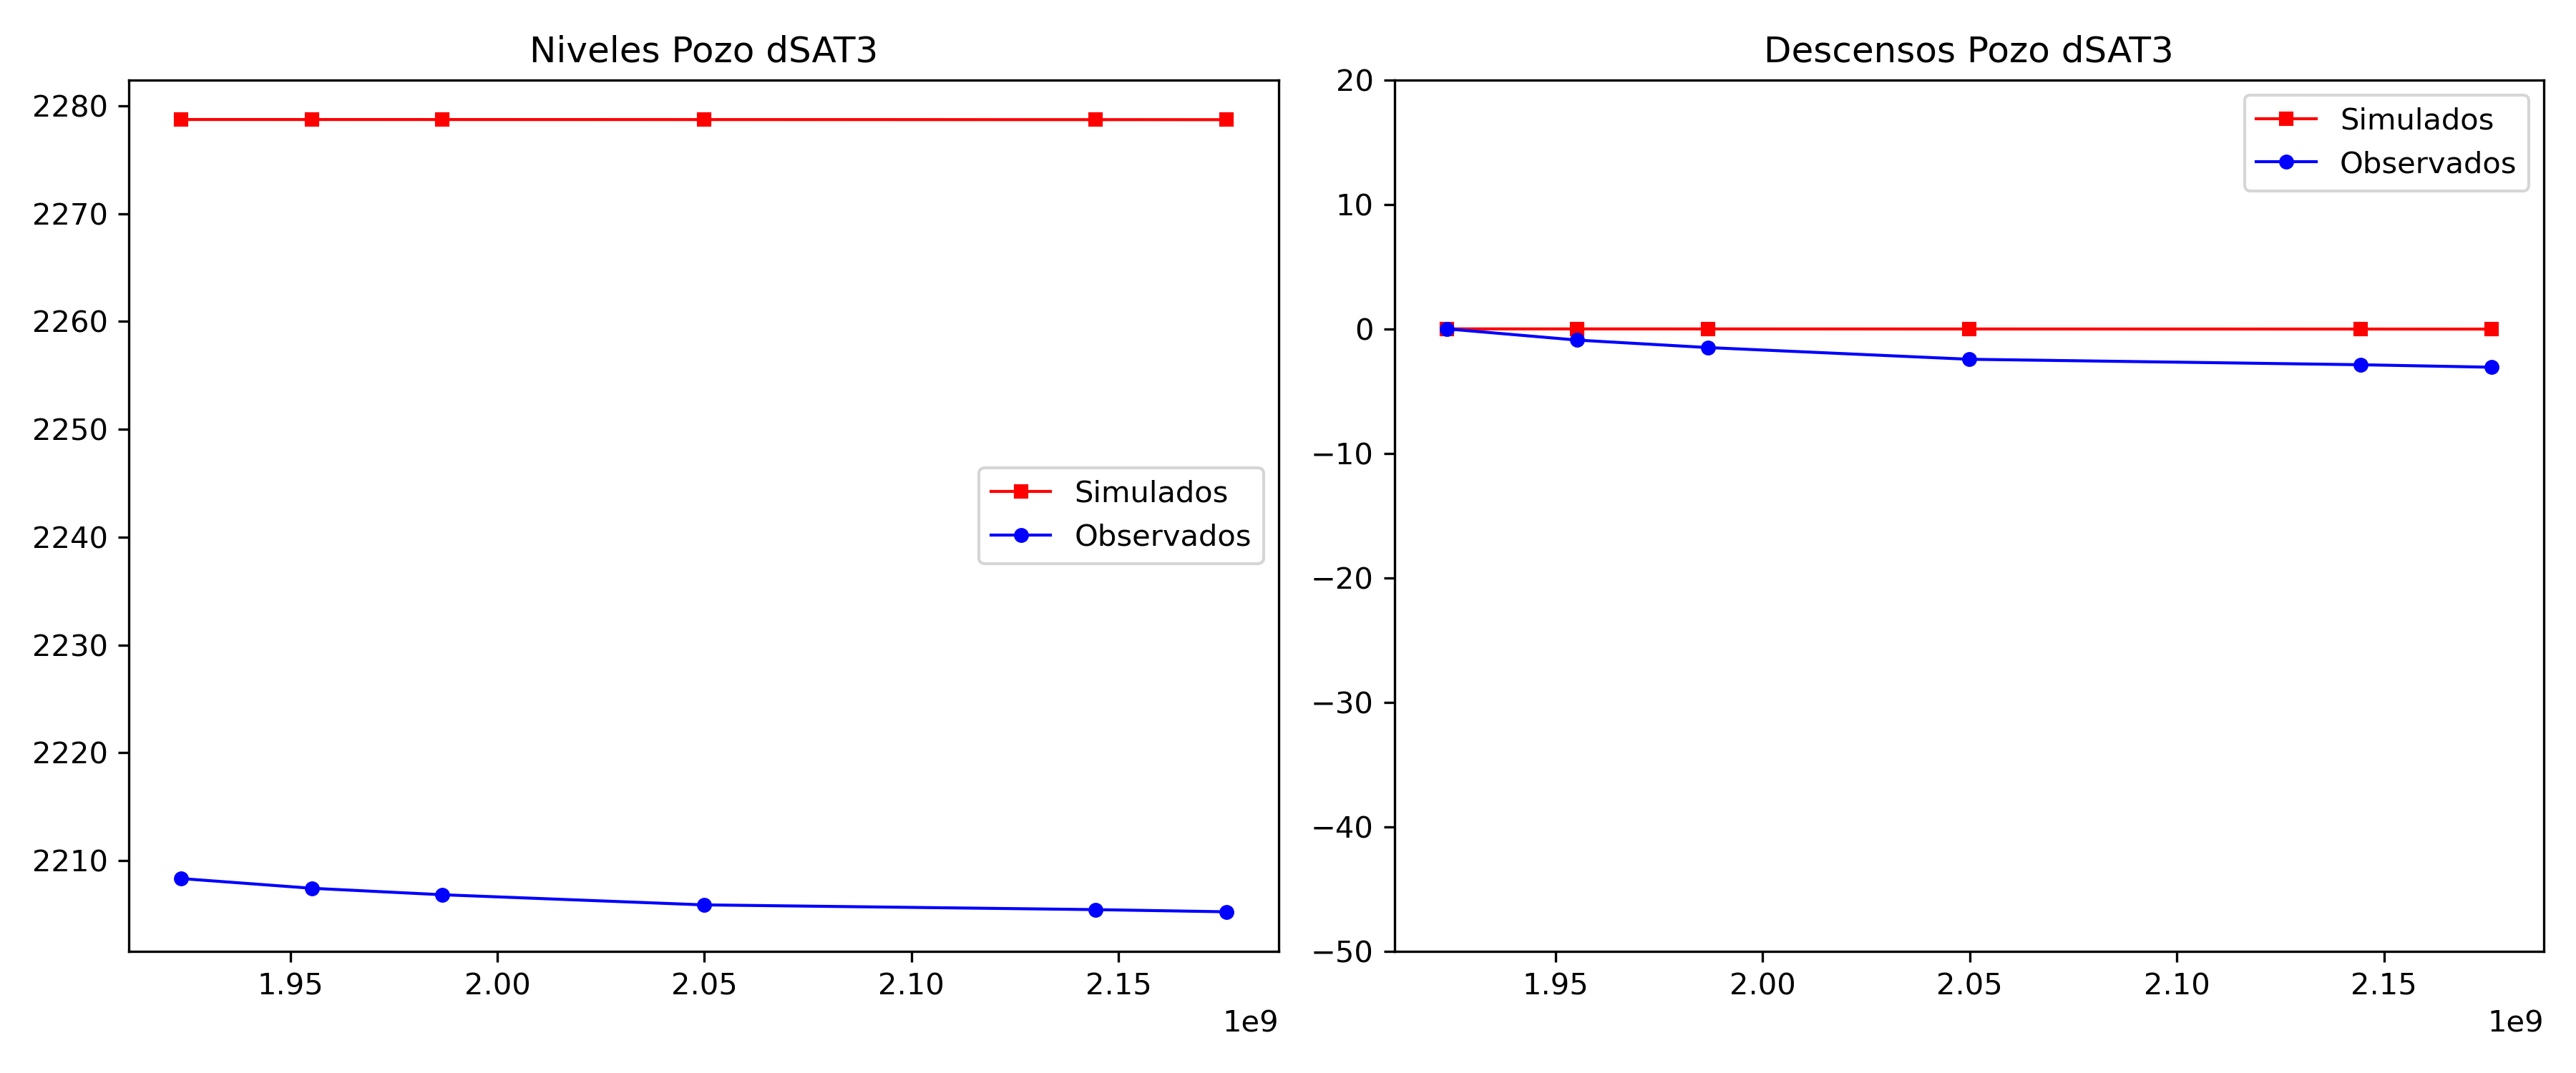 Niveles Pozo dSAT3
2280
2270
2260
2250
2240
2230
2220
2210
Simulados
Observados
1.95 2.00 2.05 2.10 2.15
1e9
Descensos Pozo dSAT3
20
10
0
−10
−20
−30
−40
−50
Simulados
Observados
1.95 2.00 2.05 2.10 2.15
1e9